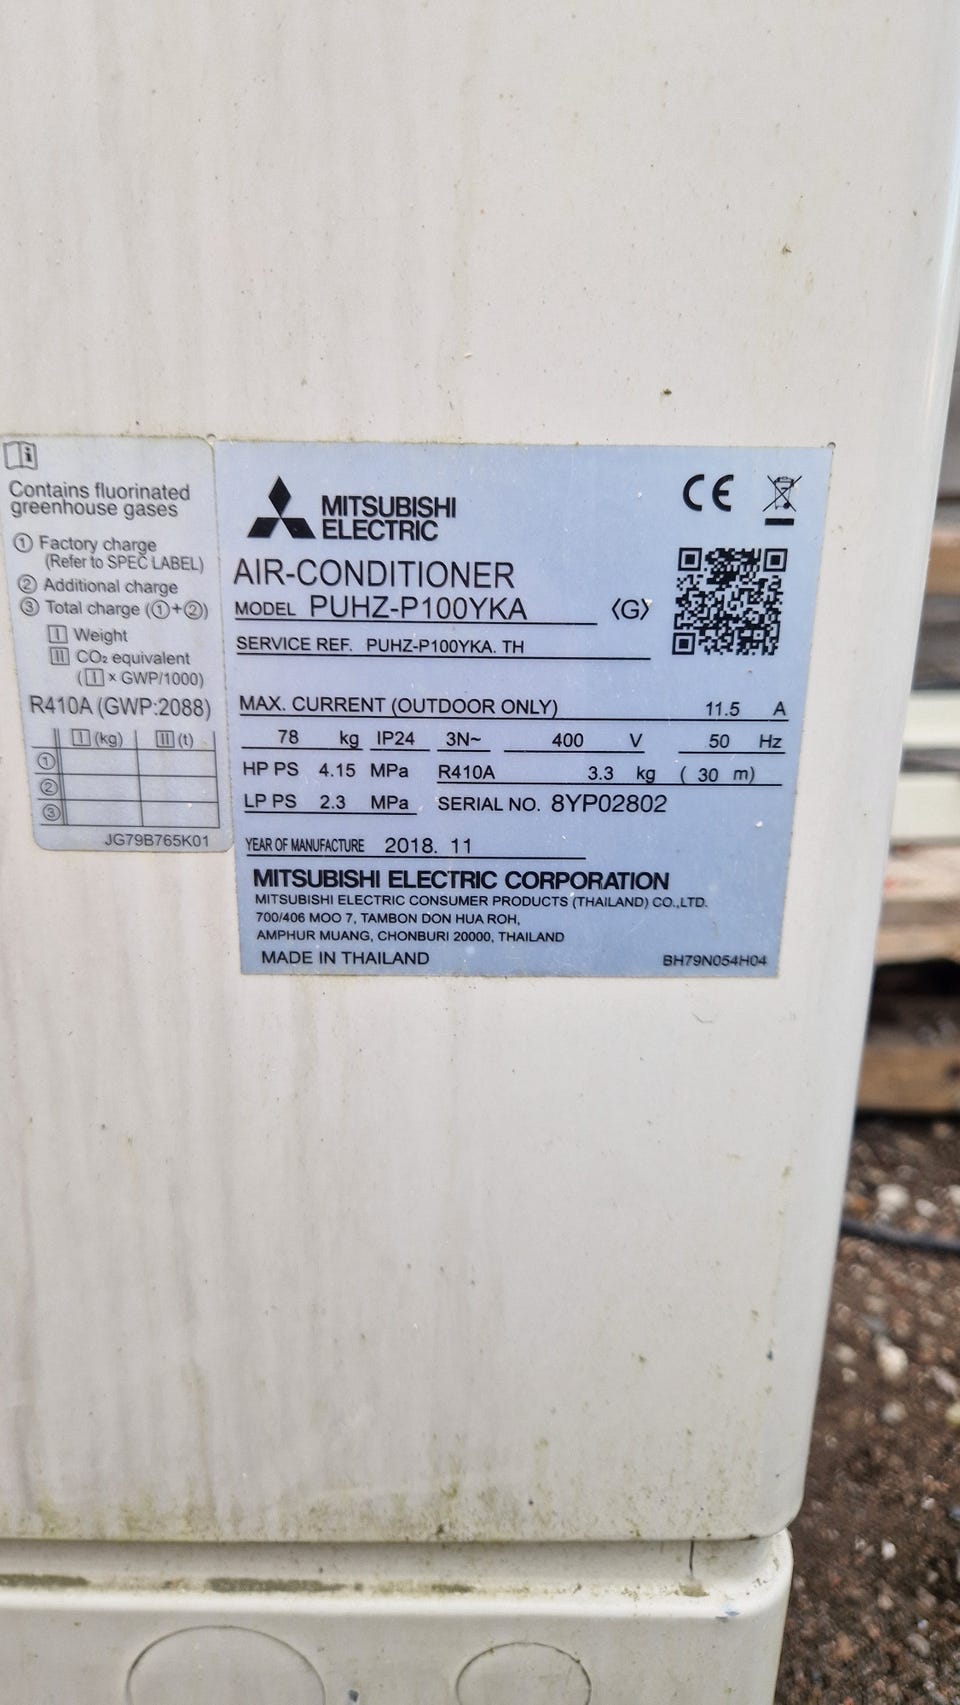 Contains fluorinated
greenhouse gases
① Factory charge
(Refer to SPEC LABEL)
② Additional charge
③ Total charge (①+②)
I Weight
II CO₂ equivalent
(I × GWP/1000)
R410A (GWP:2088)
I (kg) II (t)
①
②
③
JG79B765K01
MITSUBISHI
ELECTRIC
CE
AIR-CONDITIONER
MODEL PUHZ-P100YKA 〈G〉
SERVICE REF. PUHZ-P100YKA. TH
MAX. CURRENT (OUTDOOR ONLY) 11.5 A
78 kg IP24 3N~ 400 V 50 Hz
HP PS 4.15 MPa R410A 3.3 kg ( 30 m)
LP PS 2.3 MPa SERIAL NO. 8YP02802
YEAR OF MANUFACTURE 2018. 11
MITSUBISHI ELECTRIC CORPORATION
MITSUBISHI ELECTRIC CONSUMER PRODUCTS (THAILAND) CO.,LTD.
700/406 MOO 7, TAMBON DON HUA ROH,
AMPHUR MUANG, CHONBURI 20000, THAILAND
MADE IN THAILAND BH79N054H04